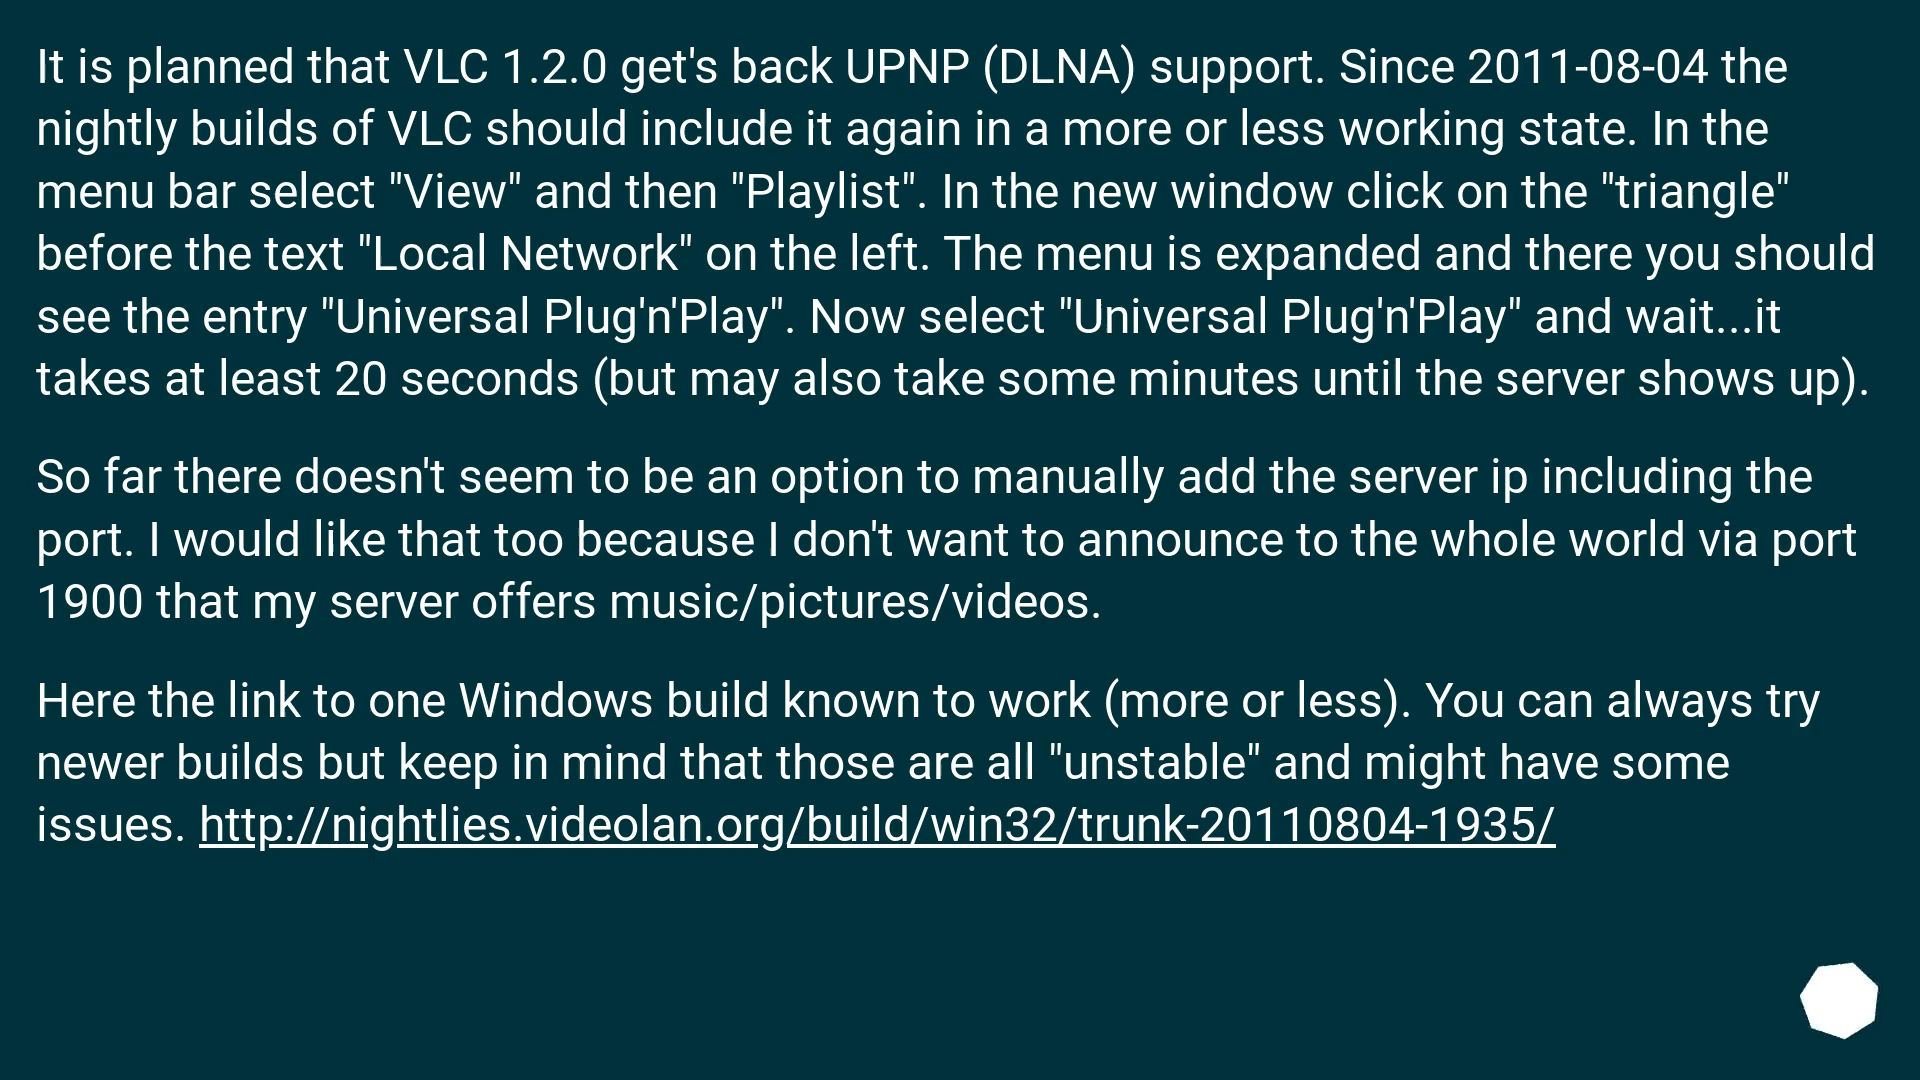 It is planned that VLC 1.2.0 get's back UPNP (DLNA) support. Since 2011-08-04 the
nightly builds of VLC should include it again in a more or less working state. In the
menu bar select "View" and then "Playlist". In the new window click on the "triangle"
before the text "Local Network" on the left. The menu is expanded and there you should
see the entry "Universal Plug'n'Play". Now select "Universal Plug'n'Play" and wait...it
takes at least 20 seconds (but may also take some minutes until the server shows up).
So far there doesn't seem to be an option to manually add the server ip including the
port. I would like that too because I don't want to announce to the whole world via port
1900 that my server offers music/pictures/videos.
Here the link to one Windows build known to work (more or less). You can always try
newer builds but keep in mind that those are all "unstable" and might have some
issues. http://nightlies.videolan.org/build/win32/trunk-20110804-1935/